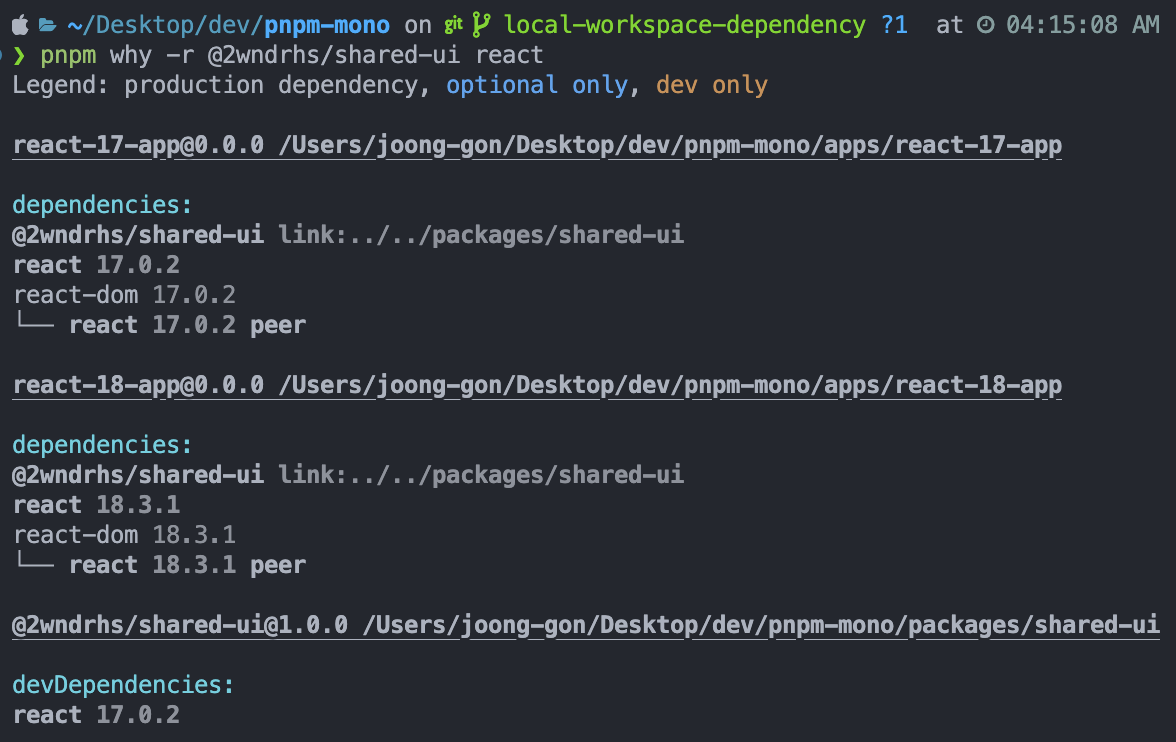 ~/Desktop/dev/pnpm-mono on git local-workspace-dependency ?1 at 04:15:08 AM
❯ pnpm why -r @2wndrhs/shared-ui react
Legend: production dependency, optional only, dev only
react-17-app@0.0.0 /Users/joong-gon/Desktop/dev/pnpm-mono/apps/react-17-app
dependencies:
@2wndrhs/shared-ui link:../../packages/shared-ui
react 17.0.2
react-dom 17.0.2
└── react 17.0.2 peer
react-18-app@0.0.0 /Users/joong-gon/Desktop/dev/pnpm-mono/apps/react-18-app
dependencies:
@2wndrhs/shared-ui link:../../packages/shared-ui
react 18.3.1
react-dom 18.3.1
└── react 18.3.1 peer
@2wndrhs/shared-ui@1.0.0 /Users/joong-gon/Desktop/dev/pnpm-mono/packages/shared-ui
devDependencies:
react 17.0.2